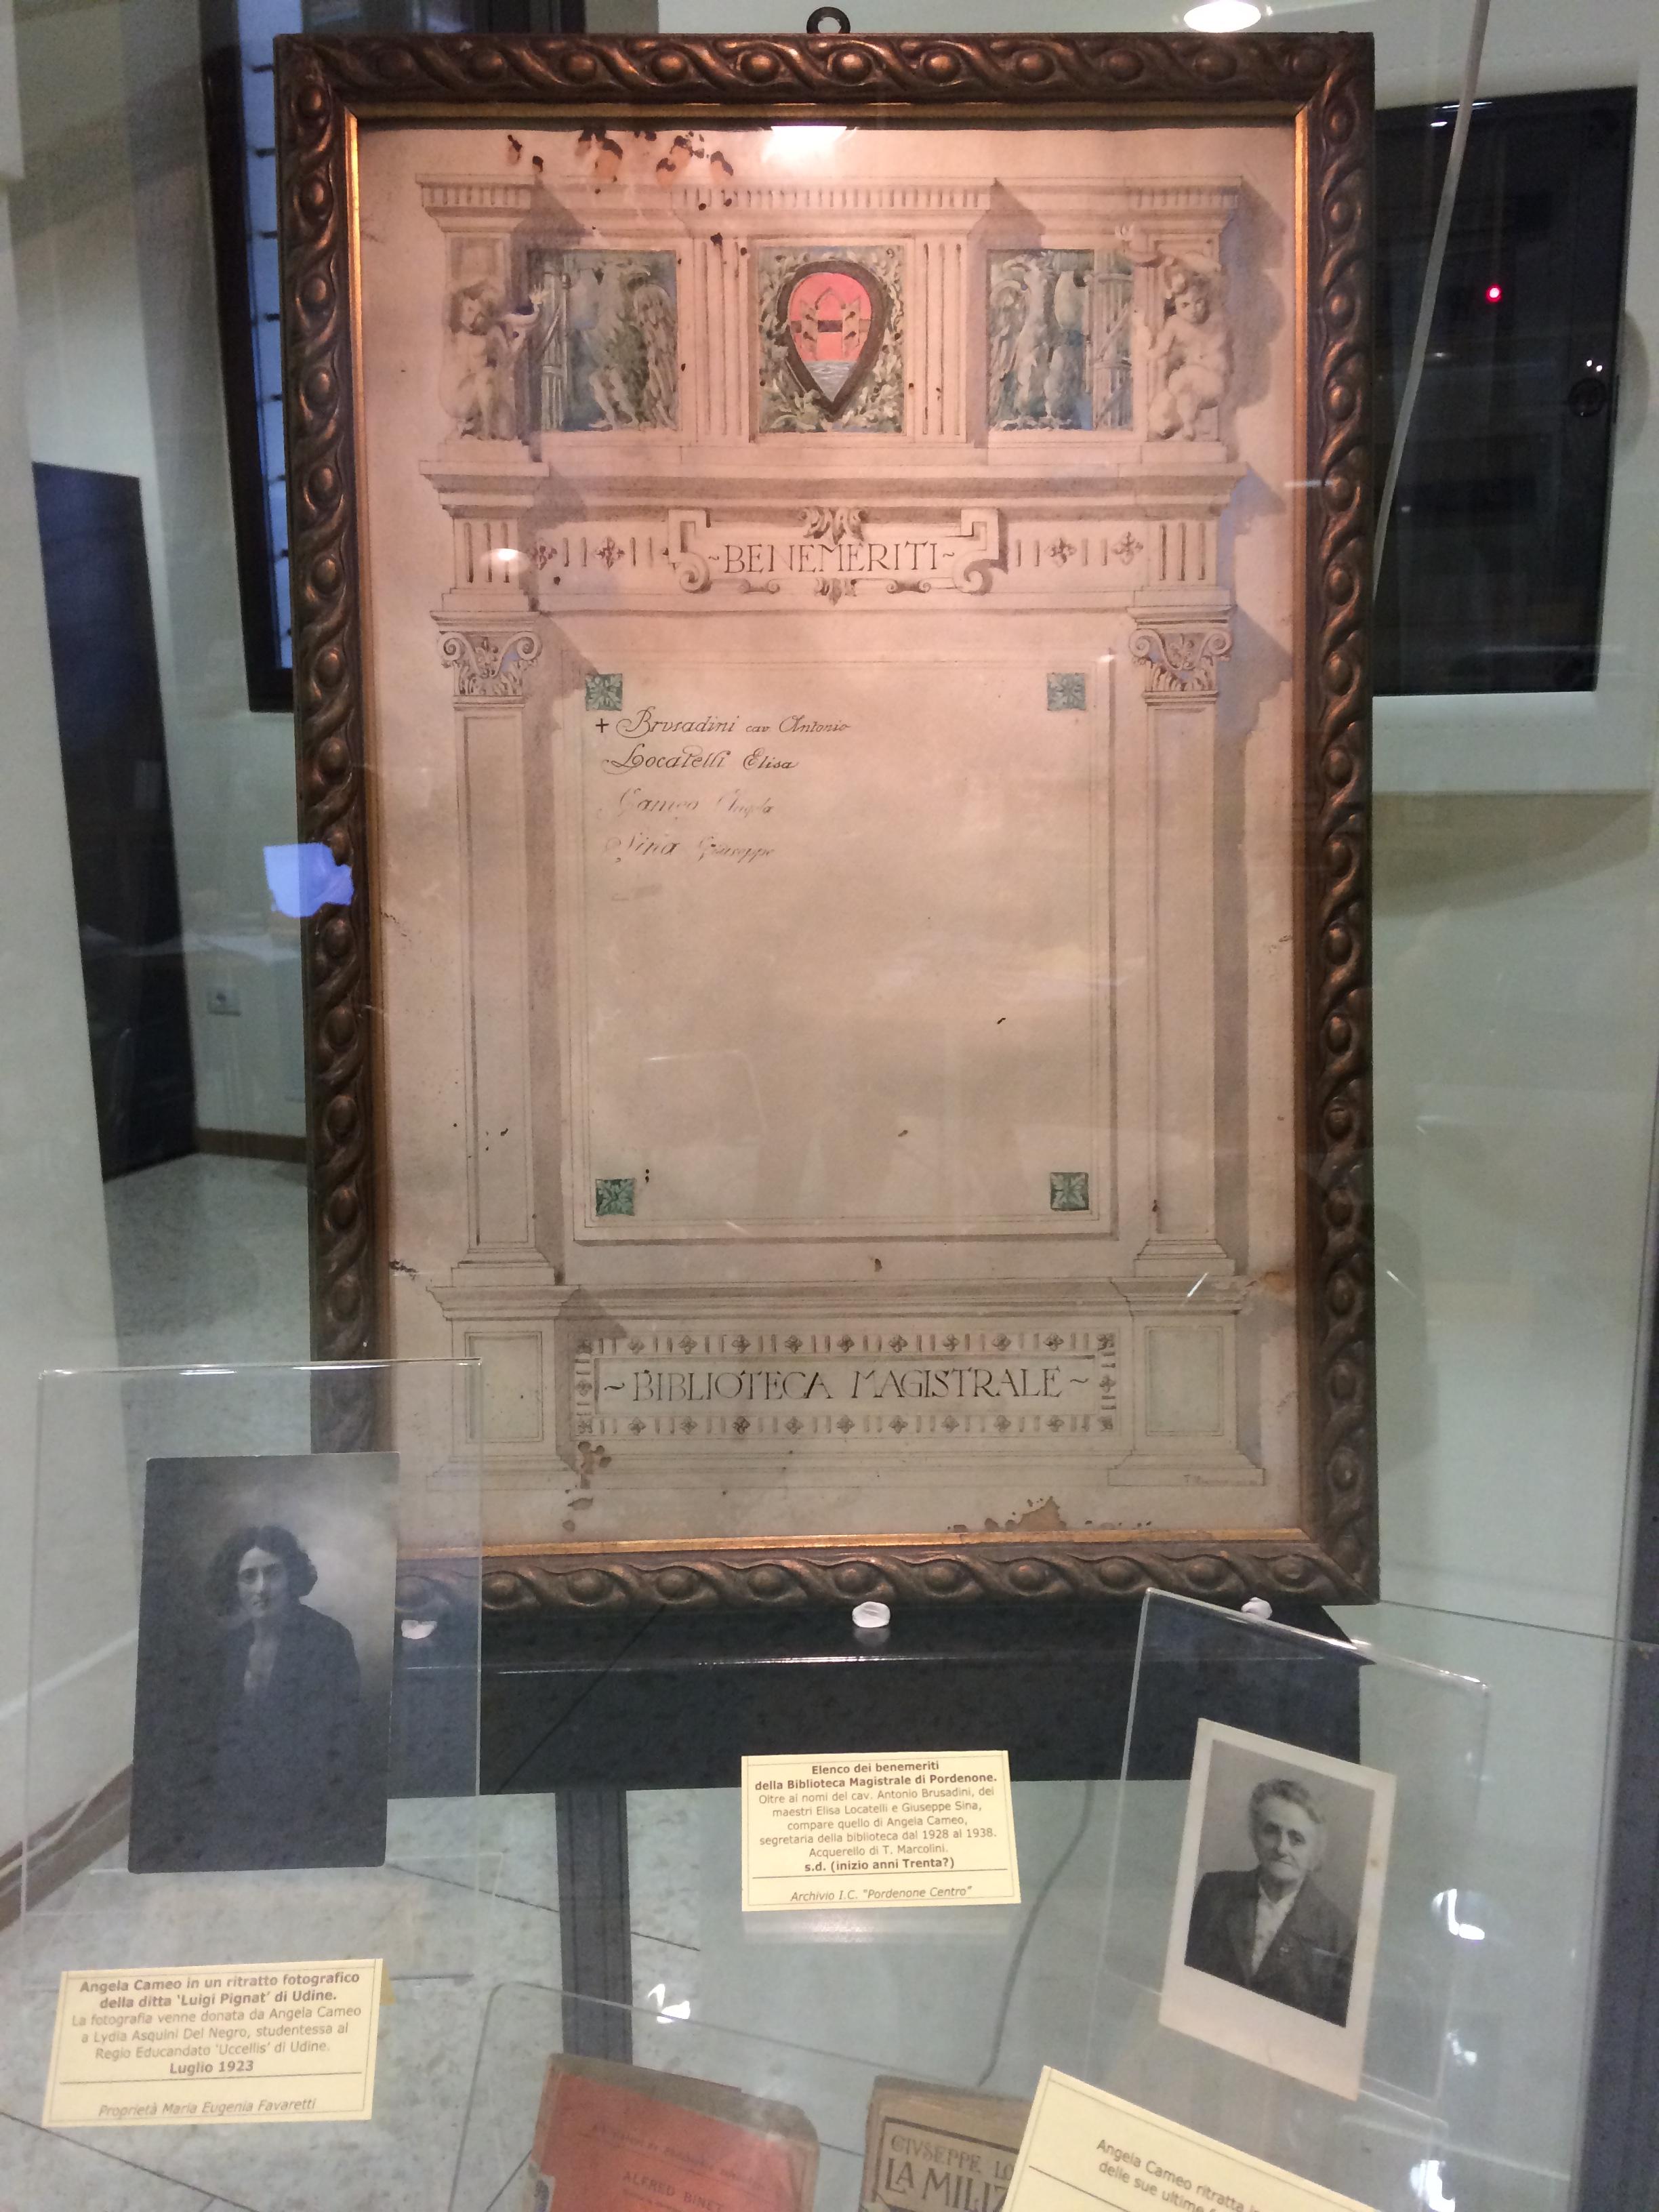 ~BENEMERITI~
+ Brusadini cav Antonio
Locatelli Elisa
Cameo Angela
Sina Giuseppe
~BIBLIOTECA MAGISTRALE~
Elenco dei benemeriti
della Biblioteca Magistrale di Pordenone.
Oltre ai nomi del cav. Antonio Brusadini, dei
maestri Elisa Locatelli e Giuseppe Sina,
compare quello di Angela Cameo,
segretaria della biblioteca dal 1928 al 1938.
Acquerello di T. Marcolini.
s.d. (inizio anni Trenta?)
Archivio I.C. "Pordenone Centro"
Angela Cameo in un ritratto fotografico
della ditta 'Luigi Pignat' di Udine.
La fotografia venne donata da Angela Cameo
a Lydia Asquini Del Negro, studentessa al
Regio Educandato 'Uccellis' di Udine.
Luglio 1923
Proprietà Maria Eugenia Favaretti
ALFRED BINET
GIVSEPPE LO
LA MILIZ
Angela Cameo ritratta in
delle sue ultime